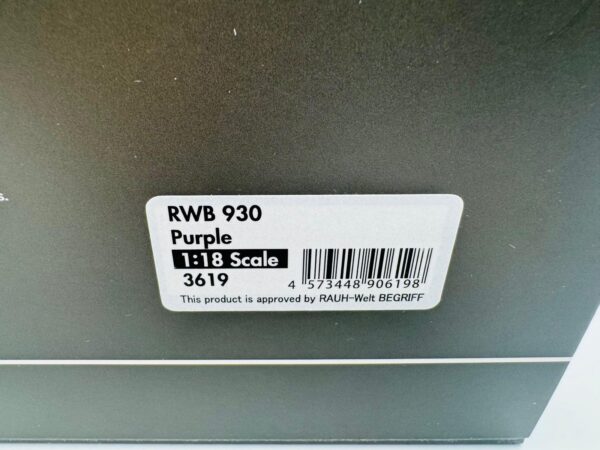 RWB 930
Purple
1:18 Scale
3619
4 573448 906198
This product is approved by RAUH-Welt BEGRIFF